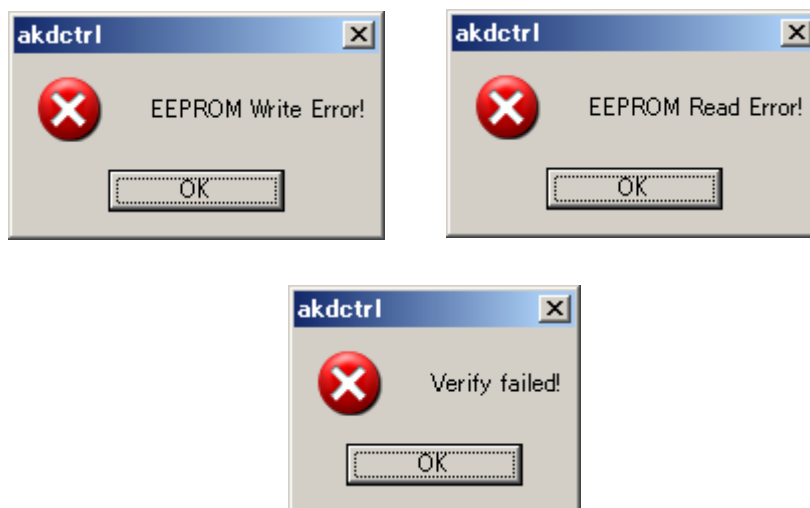 akdctrl
EEPROM Write Error!
OK
akdctrl
EEPROM Read Error!
OK
akdctrl
Verify failed!
OK